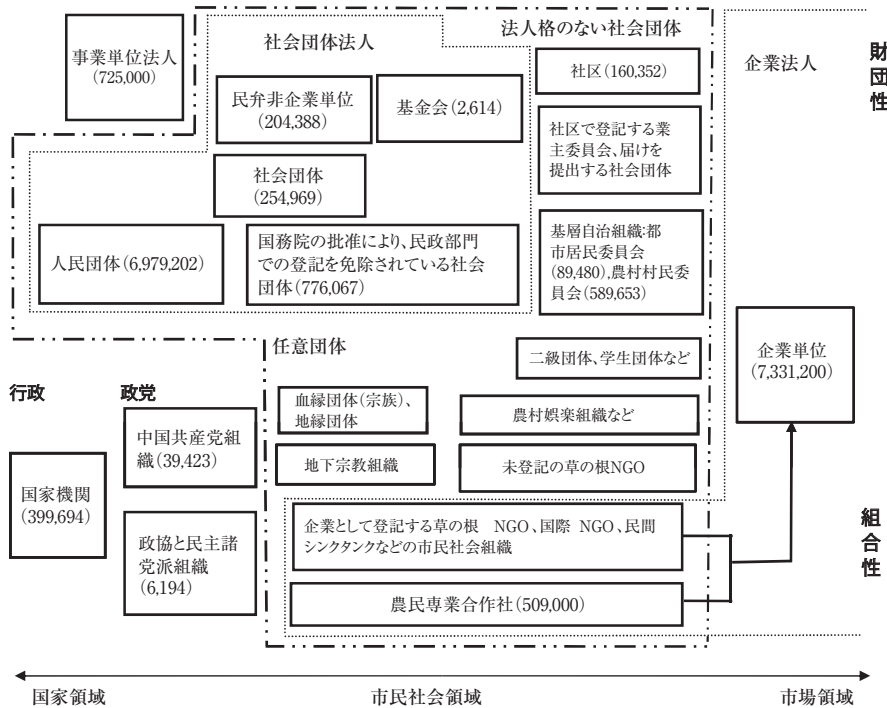 事業単位法人
(725,000)
社会団体法人
民弁非企業単位
(204,388)
基金会(2,614)
社会団体
(254,969)
人民団体(6,979,202)
国務院の批准により、民政部門
での登記を免除されている社会
団体(776,067)
法人格のない社会団体
社区(160,352)
社区で登記する業
主委員会、届けを
提出する社会団体
基層自治組織:都
市居民委員会
(89,480)、農村村民委
員会(589,653)
企業法人
財団性
任意団体
二級団体、学生団体など
血縁団体(宗族)、
地縁団体
農村娯楽組織など
地下宗教組織
未登記の草の根NGO
企業単位
(7,331,200)
行政
政党
中国共産党組
織(39,423)
国家機関
(399,694)
政協と民主諸
党派組織
(6,194)
企業として登記する草の根 NGO、国際 NGO、民間
シンクタンクなどの市民社会組織
農民専業合作社(509,000)
組合性
国家領域
市民社会領域
市場領域